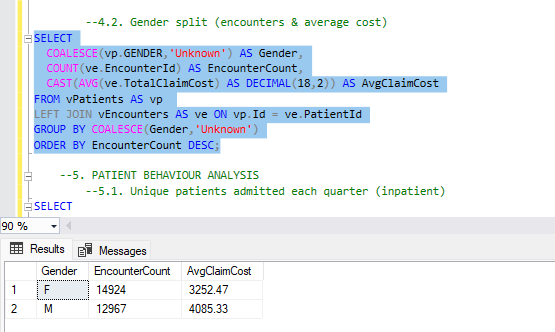 --4.2. Gender split (encounters & average cost)
SELECT
COALESCE(vp.GENDER,'Unknown') AS Gender,
COUNT(ve.EncounterId) AS EncounterCount,
CAST(AVG(ve.TotalClaimCost) AS DECIMAL(18,2)) AS AvgClaimCost
FROM vPatients AS vp
LEFT JOIN vEncounters AS ve ON vp.Id = ve.PatientId
GROUP BY COALESCE(Gender,'Unknown')
ORDER BY EncounterCount DESC;
--5. PATIENT BEHAVIOUR ANALYSIS
--5.1. Unique patients admitted each quarter (inpatient)
SELECT
90 %
Results Messages
Gender EncounterCount AvgClaimCost
1 F 14924 3252.47
2 M 12967 4085.33